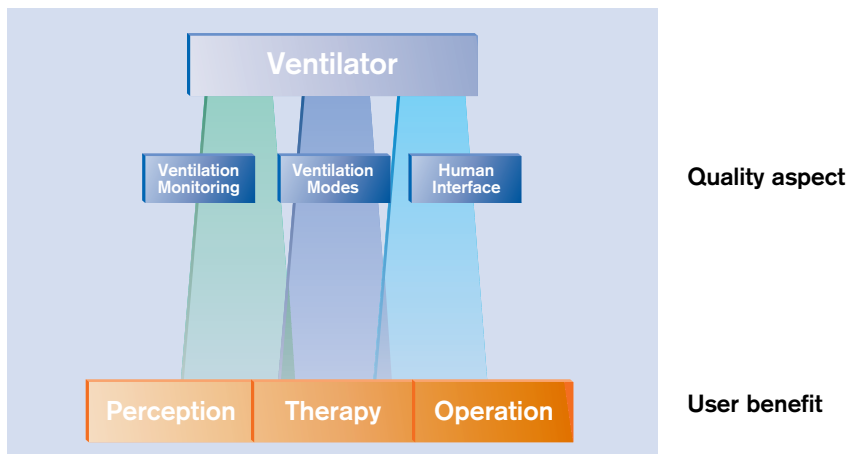 Ventilator
Ventilation
Monitoring
Ventilation
Modes
Human
Interface
Quality aspect
Perception
Therapy
Operation
User benefit